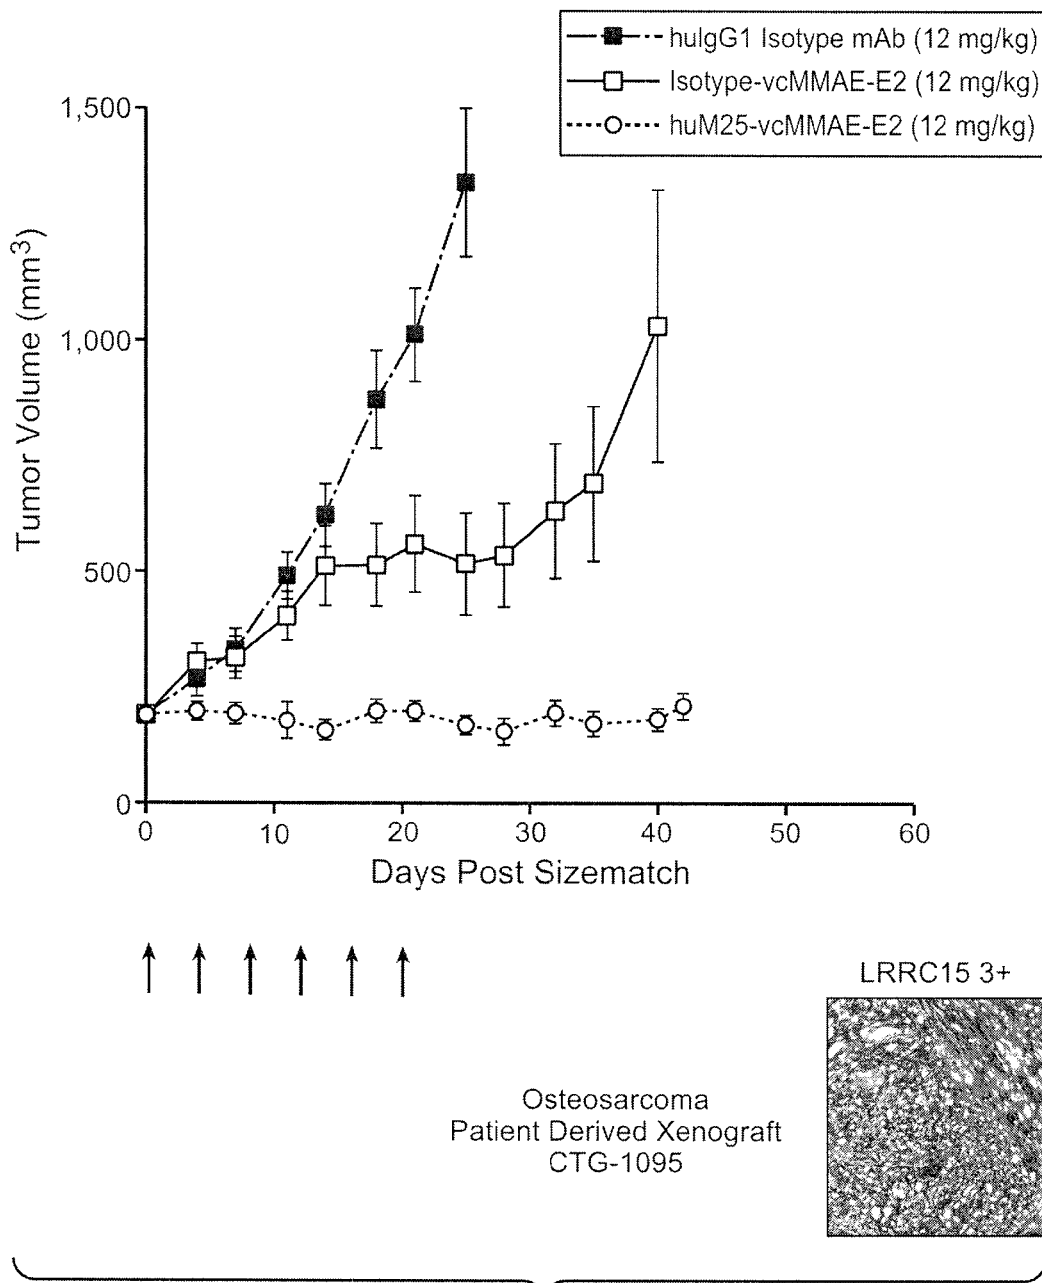 huIgG1 Isotype mAb (12 mg/kg)
Isotype-vcMMAE-E2 (12 mg/kg)
huM25-vcMMAE-E2 (12 mg/kg)
1,500
1,000
500
0
Tumor Volume (mm³)
0 10 20 30 40 50 60
Days Post Sizematch
LRRC15 3+
Osteosarcoma
Patient Derived Xenograft
CTG-1095